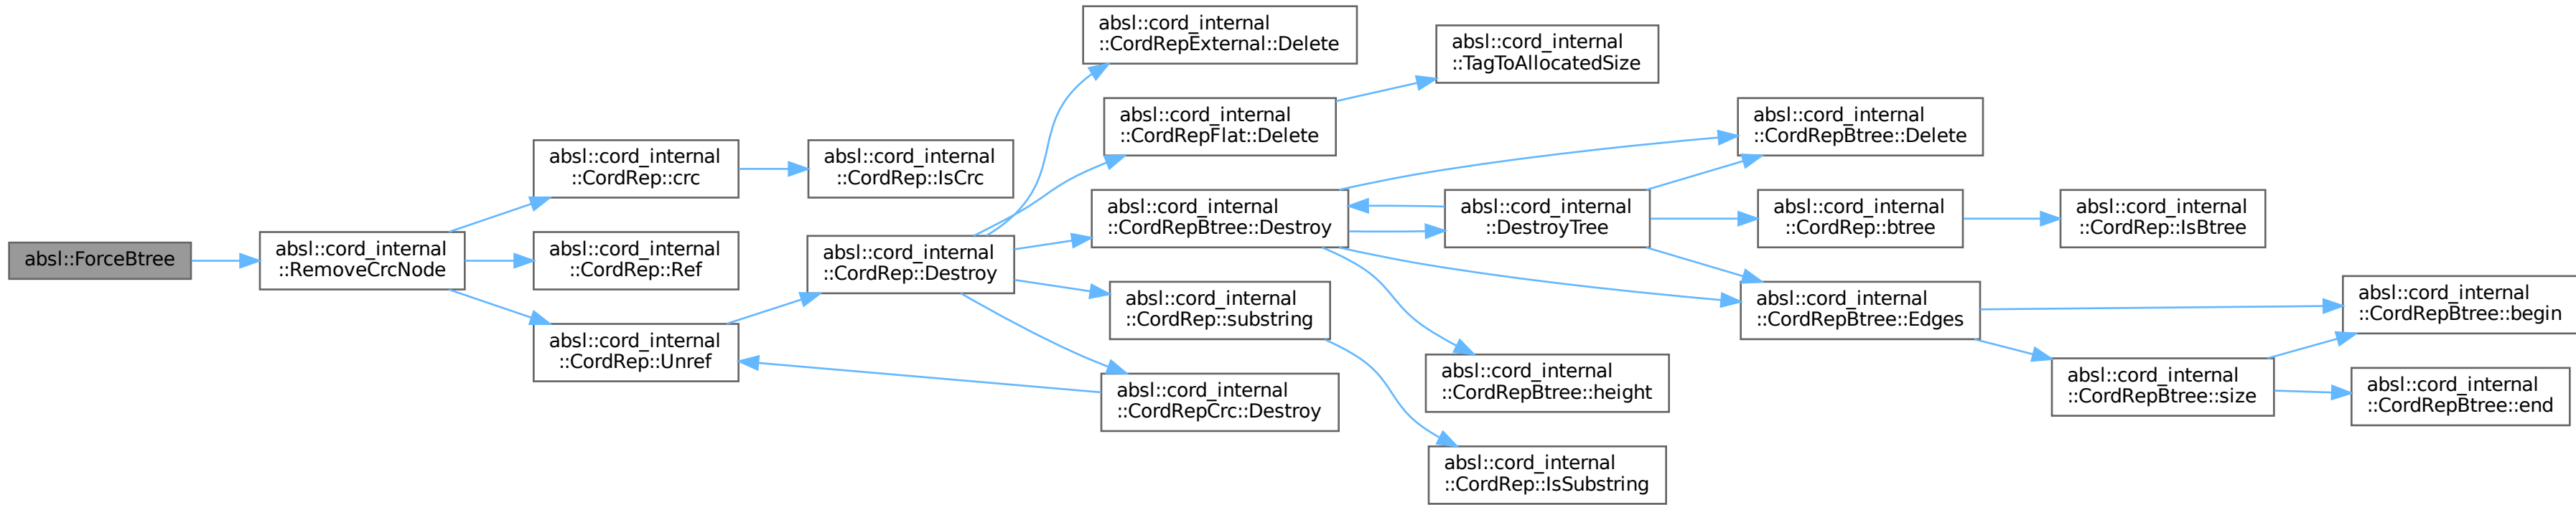 absl::ForceBtree
absl::cord_internal
::RemoveCrcNode
absl::cord_internal
::CordRep::crc
absl::cord_internal
::CordRep::IsCrc
absl::cord_internal
::CordRep::Ref
absl::cord_internal
::CordRep::Unref
absl::cord_internal
::CordRep::Destroy
absl::cord_internal
::CordRepExternal::Delete
absl::cord_internal
::CordRepFlat::Delete
absl::cord_internal
::TagToAllocatedSize
absl::cord_internal
::CordRepBtree::Destroy
absl::cord_internal
::CordRep::substring
absl::cord_internal
::CordRepCrc::Destroy
absl::cord_internal
::DestroyTree
absl::cord_internal
::CordRepBtree::height
absl::cord_internal
::CordRep::IsSubstring
absl::cord_internal
::CordRepBtree::Delete
absl::cord_internal
::CordRep::btree
absl::cord_internal
::CordRep::IsBtree
absl::cord_internal
::CordRepBtree::Edges
absl::cord_internal
::CordRepBtree::begin
absl::cord_internal
::CordRepBtree::size
absl::cord_internal
::CordRepBtree::end